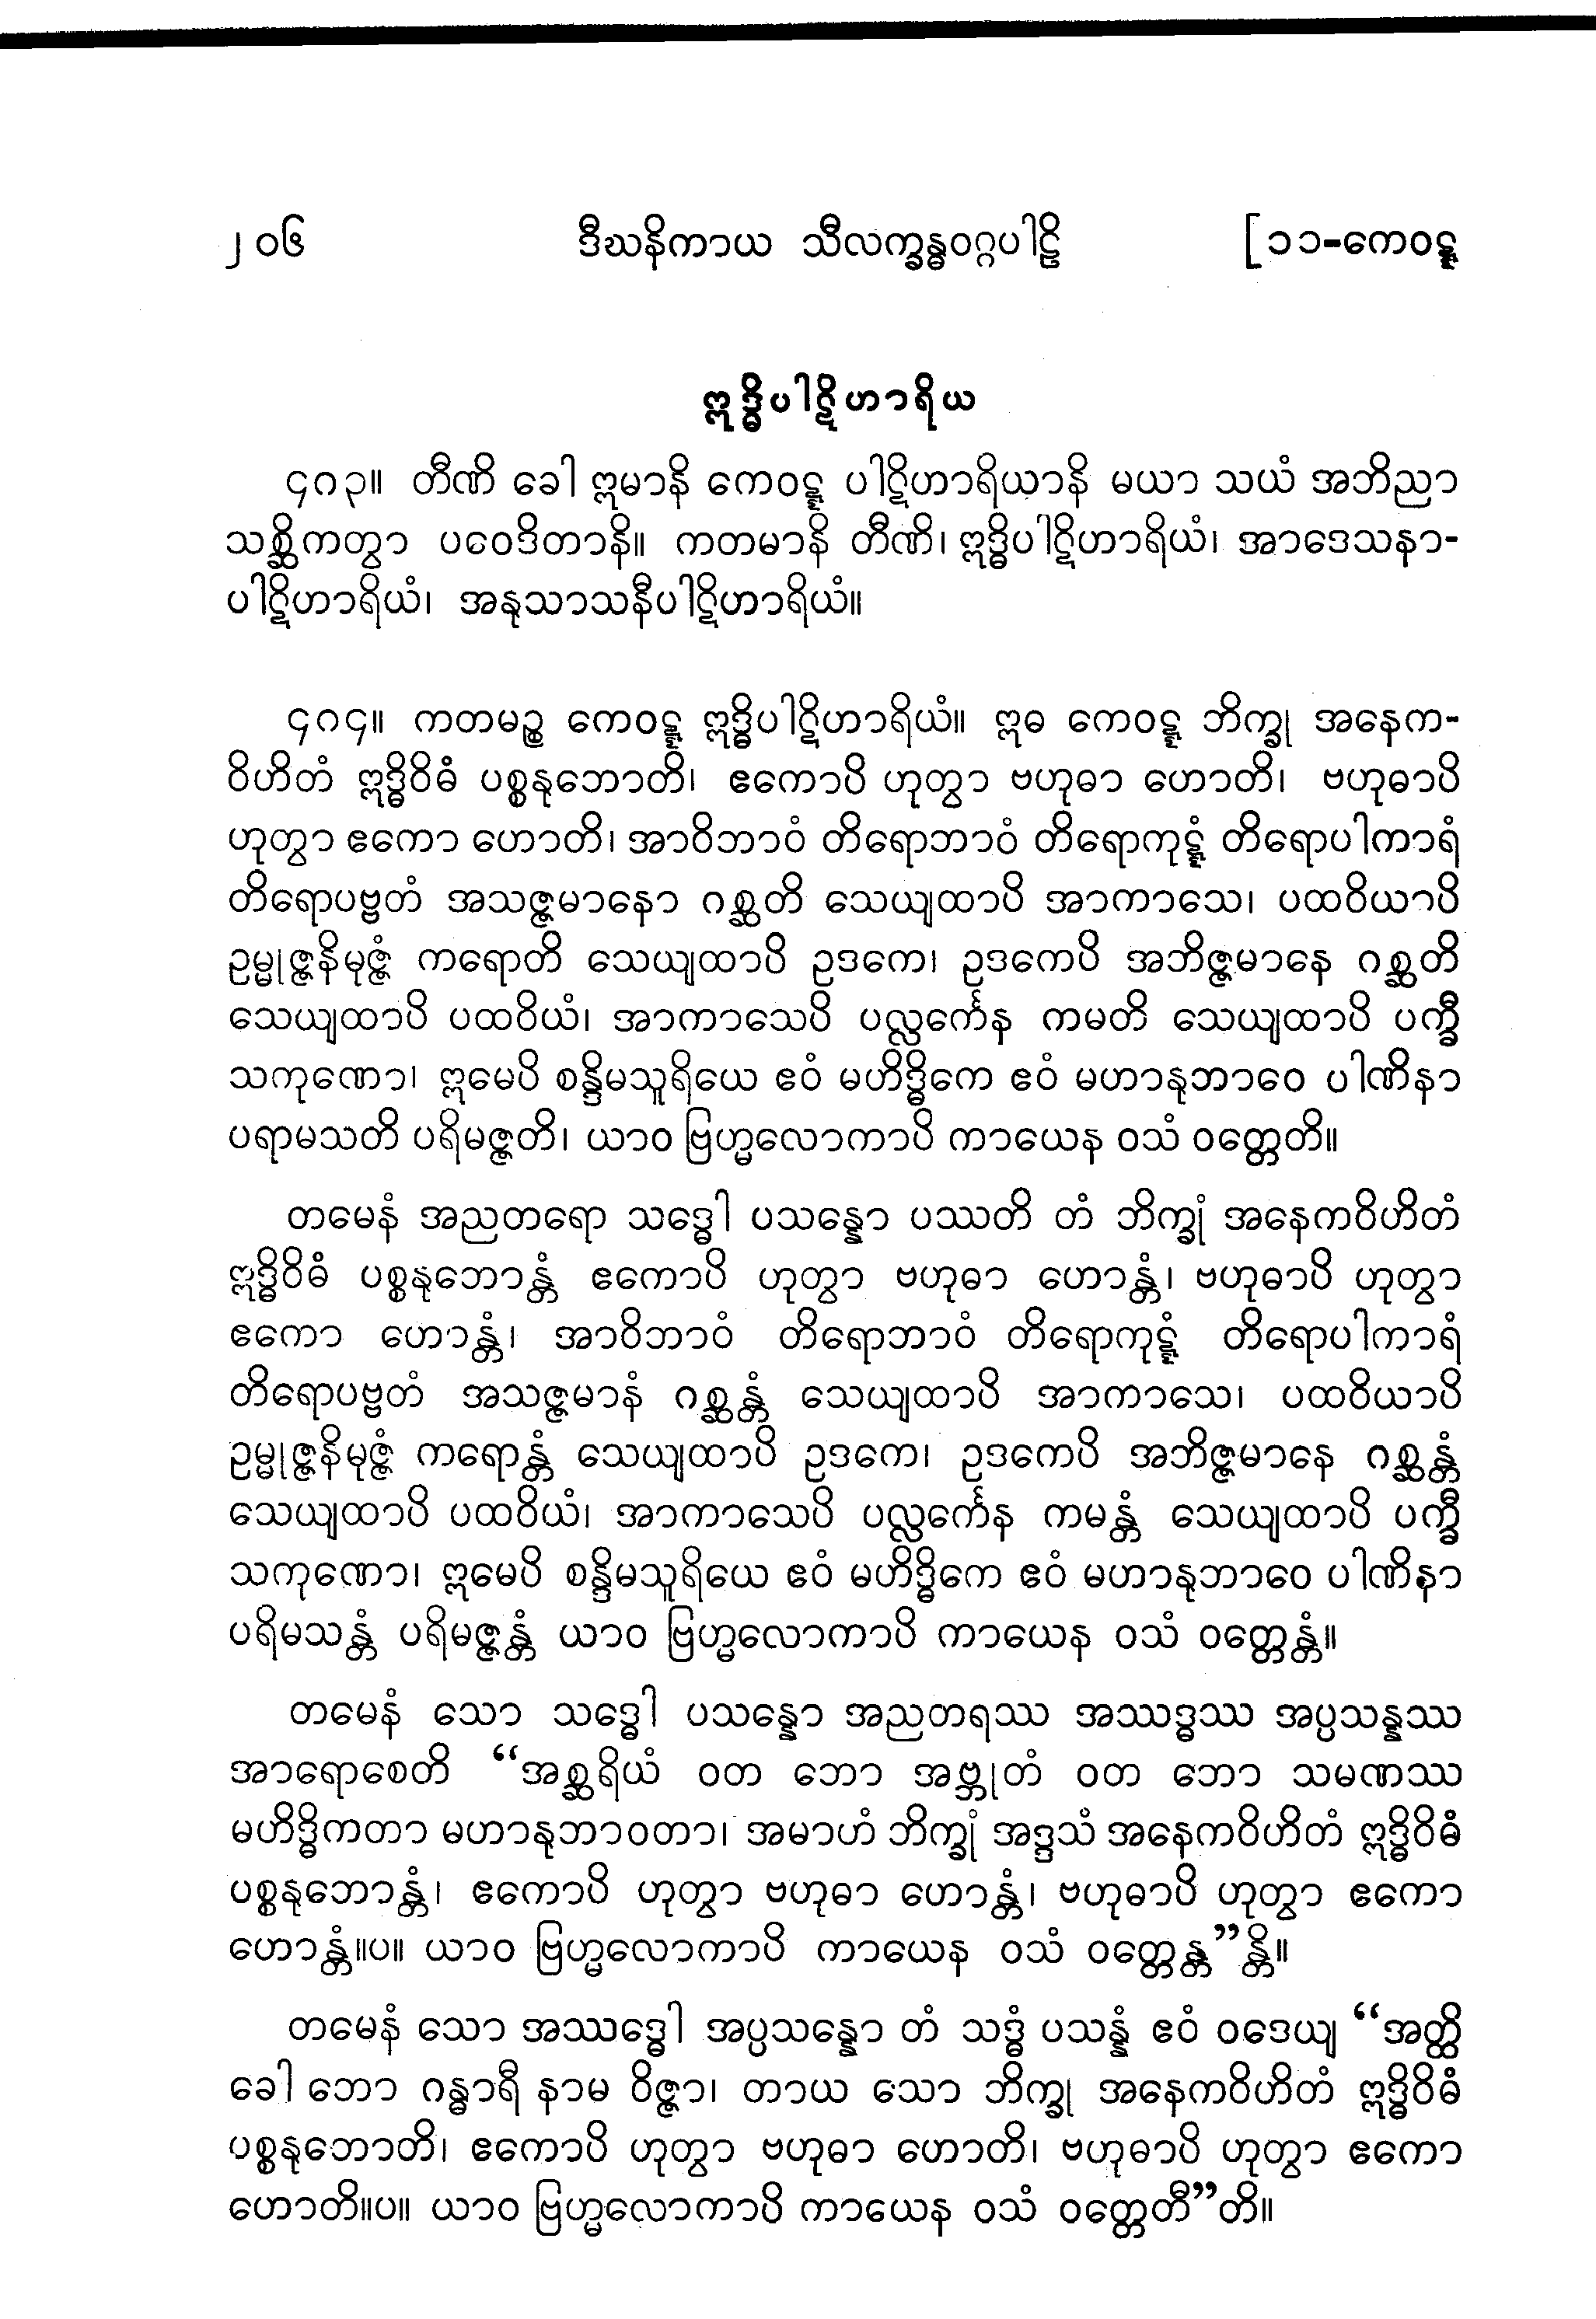 ၂၀၆ ဒီဃနိကာယ သီလက္ခန္ဓဝဂ္ဂပါဠိ [၁၁-ကေဝဋ္ဋ
ဣဒ္ဓိပါဋိဟာရိယ
၄၈၃။ တီဏိ ခေါ ဣမာနိ ကေဝဋ္ဋ ပါဋိဟာရိယာနိ မယာ သယံ အဘိညာ
သစ္ဆိကတွာ ပဝေဒိတာနိ။ ကတမာနိ တီဏိ၊ ဣဒ္ဓိပါဋိဟာရိယံ၊ အာဒေသနာ-
ပါဋိဟာရိယံ၊ အနုသာသနီပါဋိဟာရိယံ။
၄၈၄။ ကတမဉ္စ ကေဝဋ္ဋ ဣဒ္ဓိပါဋိဟာရိယံ။ ဣဓ ကေဝဋ္ဋ ဘိက္ခု အနေက-
ဝိဟိတံ ဣဒ္ဓိဝိဓံ ပစ္စနုဘောတိ၊ ဧကောပိ ဟုတွာ ဗဟုဓာ ဟောတိ၊ ဗဟုဓာပိ
ဟုတွာ ဧကော ဟောတိ၊ အာဝိဘာဝံ တိရောဘာဝံ တိရောကုဋ္ဋံ တိရောပါကာရံ
တိရောပဗ္ဗတံ အသဇ္ဇမာနော ဂစ္ဆတိ သေယျထာပိ အာကာသေ၊ ပထဝိယာပိ
ဥမ္မုဇ္ဇနိမုဇ္ဇံ ကရောတိ သေယျထာပိ ဥဒကေ၊ ဥဒကေပိ အဘိဇ္ဇမာနေ ဂစ္ဆတိ
သေယျထာပိ ပထဝိယံ၊ အာကာသေပိ ပလ္လင်္ကေန ကမတိ သေယျထာပိ ပက္ခီ
သကုဏော၊ ဣမေပိ စန္ဒိမသူရိယေ ဧဝံ မဟိဒ္ဓိကေ ဧဝံ မဟာနုဘာဝေ ပါဏိနာ
ပရာမသတိ ပရိမဇ္ဇတိ၊ ယာဝ ဗြဟ္မလောကာပိ ကာယေန ဝသံ ဝတ္တေတိ။
တမေနံ အညတရော သဒ္ဓေါ ပသန္နော ပဿတိ တံ ဘိက္ခုံ အနေကဝိဟိတံ
ဣဒ္ဓိဝိဓံ ပစ္စနုဘောန္တံ ဧကောပိ ဟုတွာ ဗဟုဓာ ဟောန္တံ၊ ဗဟုဓာပိ ဟုတွာ
ဧကော ဟောန္တံ၊ အာဝိဘာဝံ တိရောဘာဝံ တိရောကုဋ္ဋံ တိရောပါကာရံ
တိရောပဗ္ဗတံ အသဇ္ဇမာနံ ဂစ္ဆန္တံ သေယျထာပိ အာကာသေ၊ ပထဝိယာပိ
ဥမ္မုဇ္ဇနိမုဇ္ဇံ ကရောန္တံ သေယျထာပိ ဥဒကေ၊ ဥဒကေပိ အဘိဇ္ဇမာနေ ဂစ္ဆန္တံ
သေယျထာပိ ပထဝိယံ၊ အာကာသေပိ ပလ္လင်္ကေန ကမန္တံ သေယျထာပိ ပက္ခီ
သကုဏော၊ ဣမေပိ စန္ဒိမသူရိယေ ဧဝံ မဟိဒ္ဓိကေ ဧဝံ မဟာနုဘာဝေ ပါဏိနာ
ပရိမသန္တံ ပရိမဇ္ဇန္တံ ယာဝ ဗြဟ္မလောကာပိ ကာယေန ဝသံ ဝတ္တေန္တံ။
တမေနံ သော သဒ္ဓေါ ပသန္နော အညတရဿ အဿဒ္ဓဿ အပ္ပသန္နဿ
အာရောစေတိ “အစ္ဆရိယံ ဝတ ဘော အဗ္ဘုတံ ဝတ ဘော သမဏဿ
မဟိဒ္ဓိကတာ မဟာနုဘာဝတာ၊ အမာဟံ ဘိက္ခုံ အဒ္ဒသံ အနေကဝိဟိတံ ဣဒ္ဓိဝိဓံ
ပစ္စနုဘောန္တံ၊ ဧကောပိ ဟုတွာ ဗဟုဓာ ဟောန္တံ၊ ဗဟုဓာပိ ဟုတွာ ဧကော
ဟောန္တံ။ပ။ ယာဝ ဗြဟ္မလောကာပိ ကာယေန ဝသံ ဝတ္တေန္တ”န္တိ။
တမေနံ သော အဿဒ္ဓေါ အပ္ပသန္နော တံ သဒ္ဓံ ပသန္နံ ဧဝံ ဝဒေယျ “အတ္ထိ
ခေါ ဘော ဂန္ဓာရီ နာမ ဝိဇ္ဇာ၊ တာယ သော ဘိက္ခု အနေကဝိဟိတံ ဣဒ္ဓိဝိဓံ
ပစ္စနုဘောတိ၊ ဧကောပိ ဟုတွာ ဗဟုဓာ ဟောတိ၊ ဗဟုဓာပိ ဟုတွာ ဧကော
ဟောတိ။ပ။ ယာဝ ဗြဟ္မလောကာပိ ကာယေန ဝသံ ဝတ္တေတီ”တိ။